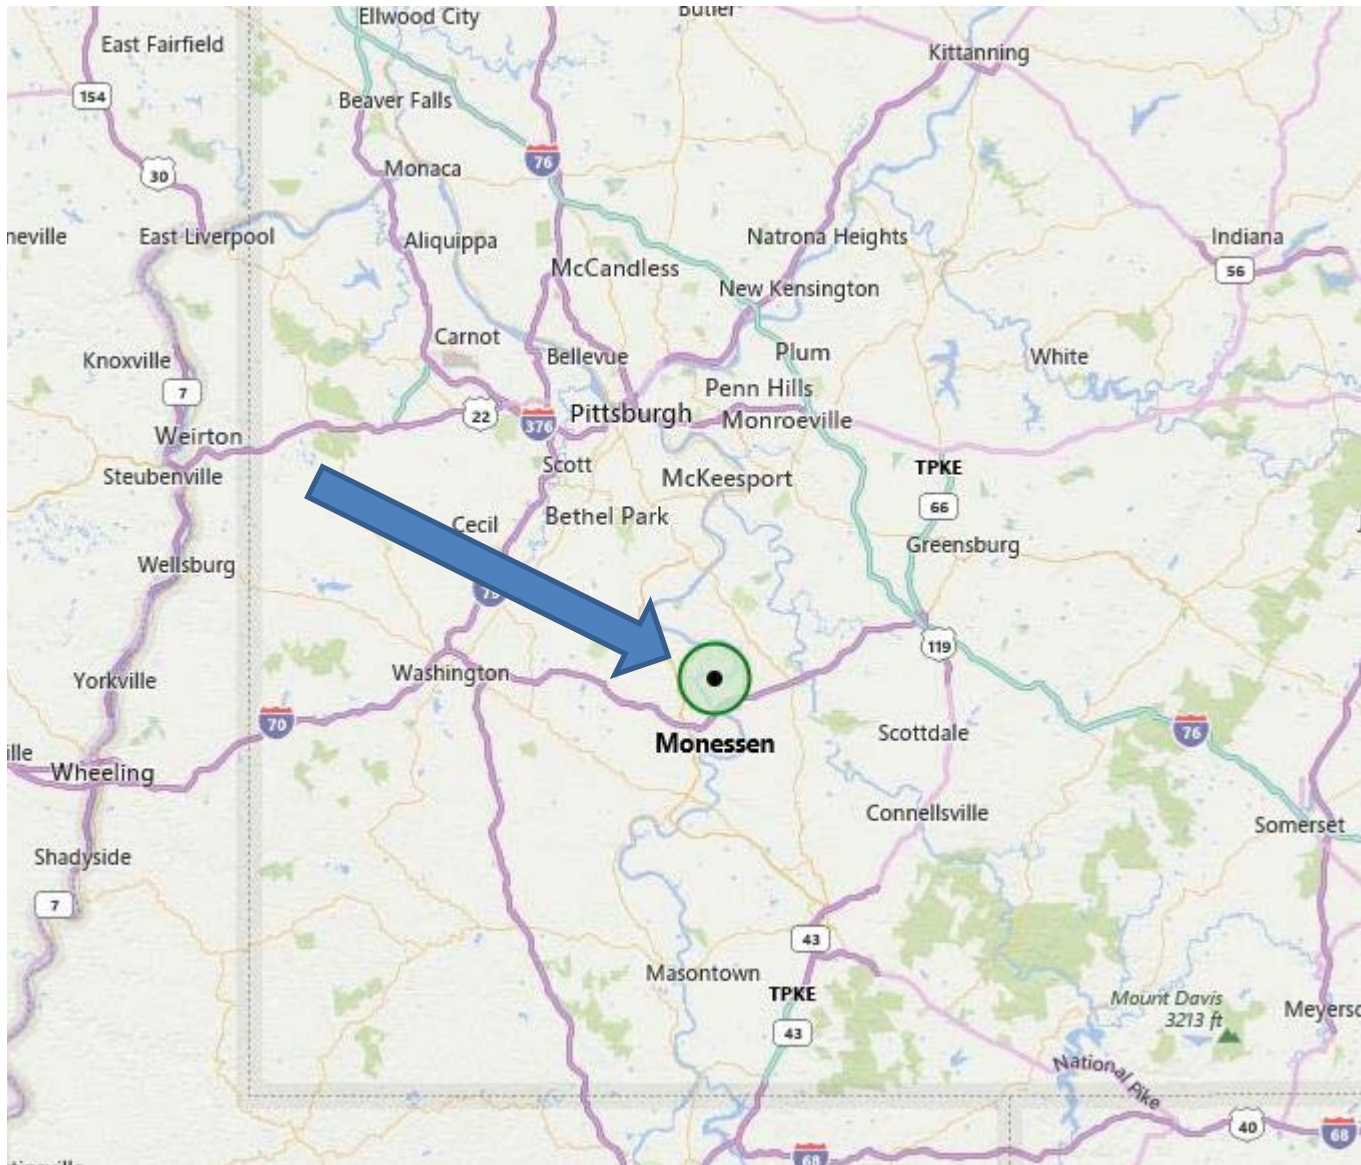 Ellwood City
Butler
East Fairfield
Kittanning
154
Beaver Falls
76
30
Monaca
neville
East Liverpool
Aliquippa
Natrona Heights
Indiana
McCandless
56
New Kensington
Carnot
Knoxville
Bellevue
Plum
White
7
Penn Hills
22
376
Pittsburgh
Monroeville
Weirton
Scott
TPKE
Steubenville
McKeesport
66
Cecil
Bethel Park
Greensburg
Wellsburg
79
119
Washington
Yorkville
70
76
Scottdale
Monessen
ille
Wheeling
Connellsville
Somerset
Shadyside
7
43
Masontown
TPKE
Mount Davis
3213 ft
Meyersd
43
National Pike
40
68
68